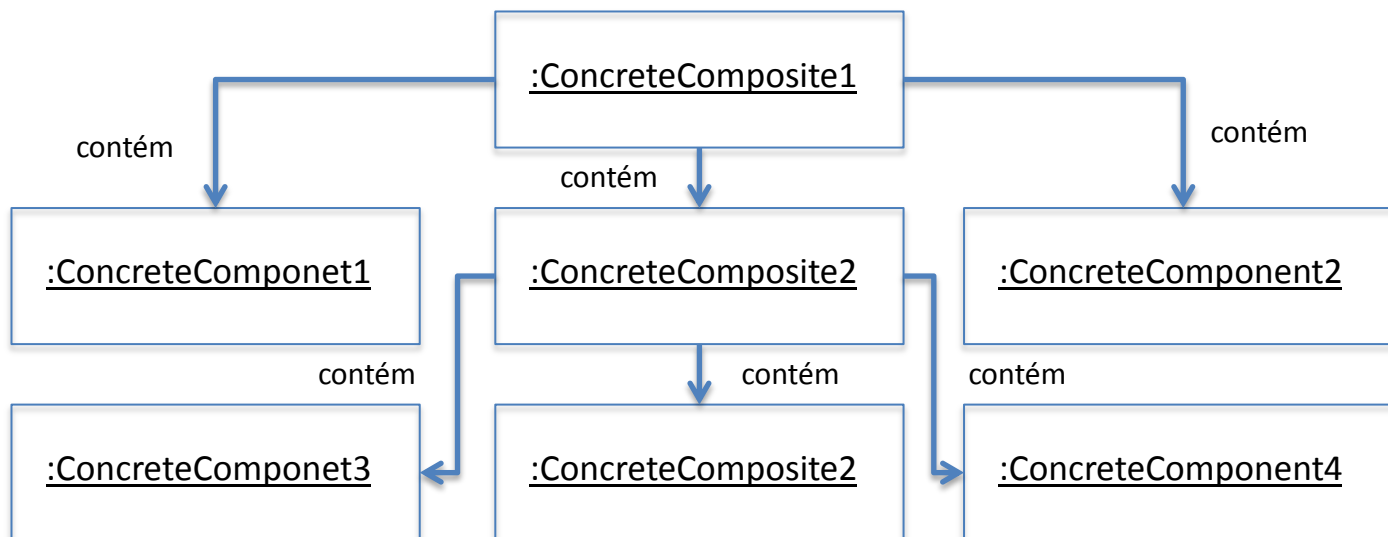 :ConcreteComposite1
contém
contém
contém
:ConcreteComponet1
:ConcreteComposite2
:ConcreteComponent2
contém
contém
contém
:ConcreteComponet3
:ConcreteComposite2
:ConcreteComponent4